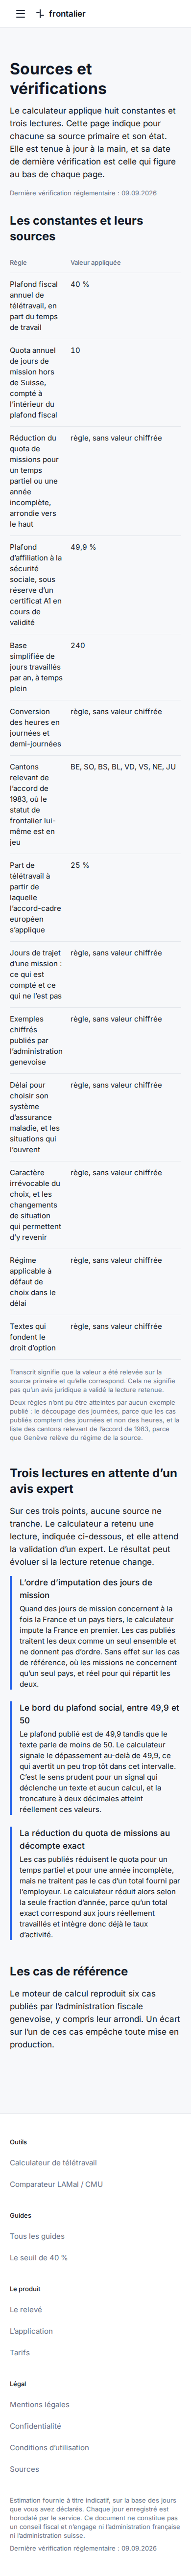 frontalier
Sources et
vérifications
Le calculateur applique huit constantes et
trois lectures. Cette page indique pour
chacune sa source primaire et son état.
Elle est tenue à jour à la main, et sa date
de dernière vérification est celle qui figure
au bas de chaque page.
Dernière vérification réglementaire : 09.09.2026
Les constantes et leurs
sources
Règle
Valeur appliquée
Plafond fiscal
annuel de
télétravail, en
part du temps
de travail
40 %
Quota annuel
de jours de
mission hors
de Suisse,
compté à
l’intérieur du
plafond fiscal
10
Réduction du
quota de
missions pour
un temps
partiel ou une
année
incomplète,
arrondie vers
le haut
règle, sans valeur chiffrée
Plafond
d’affiliation à la
sécurité
sociale, sous
réserve d’un
certificat A1 en
cours de
validité
49,9 %
Base
simplifiée de
jours travaillés
par an, à temps
plein
240
Conversion
des heures en
journées et
demi-journées
règle, sans valeur chiffrée
Cantons
relevant de
l’accord de
1983, où le
statut de
frontalier lui-
même est en
jeu
BE, SO, BS, BL, VD, VS, NE, JU
Part de
télétravail à
partir de
laquelle
l’accord-cadre
européen
s’applique
25 %
Jours de trajet
d’une mission :
ce qui est
compté et ce
qui ne l’est pas
règle, sans valeur chiffrée
Exemples
chiffrés
publiés par
l’administration
genevoise
règle, sans valeur chiffrée
Délai pour
choisir son
système
d’assurance
maladie, et les
situations qui
l’ouvrent
règle, sans valeur chiffrée
Caractère
irrévocable du
choix, et les
changements
de situation
qui permettent
d’y revenir
règle, sans valeur chiffrée
Régime
applicable à
défaut de
choix dans le
délai
règle, sans valeur chiffrée
Textes qui
fondent le
droit d’option
règle, sans valeur chiffrée
Transcrit signifie que la valeur a été relevée sur la
source primaire et qu’elle correspond. Cela ne signifie
pas qu’un avis juridique a validé la lecture retenue.
Deux règles n’ont pu être atteintes par aucun exemple
publié : le découpage des journées, parce que les cas
publiés comptent des journées et non des heures, et la
liste des cantons relevant de l’accord de 1983, parce
que Genève relève du régime de la source.
Trois lectures en attente d’un
avis expert
Sur ces trois points, aucune source ne
tranche. Le calculateur a retenu une
lecture, indiquée ci-dessous, et elle attend
la validation d’un expert. Le résultat peut
évoluer si la lecture retenue change.
L’ordre d’imputation des jours de
mission
Quand des jours de mission concernent à la
fois la France et un pays tiers, le calculateur
impute la France en premier. Les cas publiés
traitent les deux comme un seul ensemble et
ne donnent pas d’ordre. Sans effet sur les cas
de référence, où les missions ne concernent
qu’un seul pays, et réel pour qui répartit les
deux.
Le bord du plafond social, entre 49,9 et
50
Le plafond publié est de 49,9 tandis que le
texte parle de moins de 50. Le calculateur
signale le dépassement au-delà de 49,9, ce
qui avertit un peu trop tôt dans cet intervalle.
C’est le sens prudent pour un signal qui
déclenche un texte et aucun calcul, et la
troncature à deux décimales atteint
réellement ces valeurs.
La réduction du quota de missions au
décompte exact
Les cas publiés réduisent le quota pour un
temps partiel et pour une année incomplète,
mais ne traitent pas le cas d’un total fourni par
l’employeur. Le calculateur réduit alors selon
la seule fraction d’année, parce qu’un total
exact correspond aux jours réellement
travaillés et intègre donc déjà le taux
d’activité.
Les cas de référence
Le moteur de calcul reproduit six cas
publiés par l’administration fiscale
genevoise, y compris leur arrondi. Un écart
sur l’un de ces cas empêche toute mise en
production.
Outils
Calculateur de télétravail
Comparateur LAMal / CMU
Guides
Tous les guides
Le seuil de 40 %
Le produit
Le relevé
L’application
Tarifs
Légal
Mentions légales
Confidentialité
Conditions d’utilisation
Sources
Estimation fournie à titre indicatif, sur la base des jours
que vous avez déclarés. Chaque jour enregistré est
horodaté par le service. Ce document ne constitue pas
un conseil fiscal et n’engage ni l’administration française
ni l’administration suisse.
Dernière vérification réglementaire : 09.09.2026